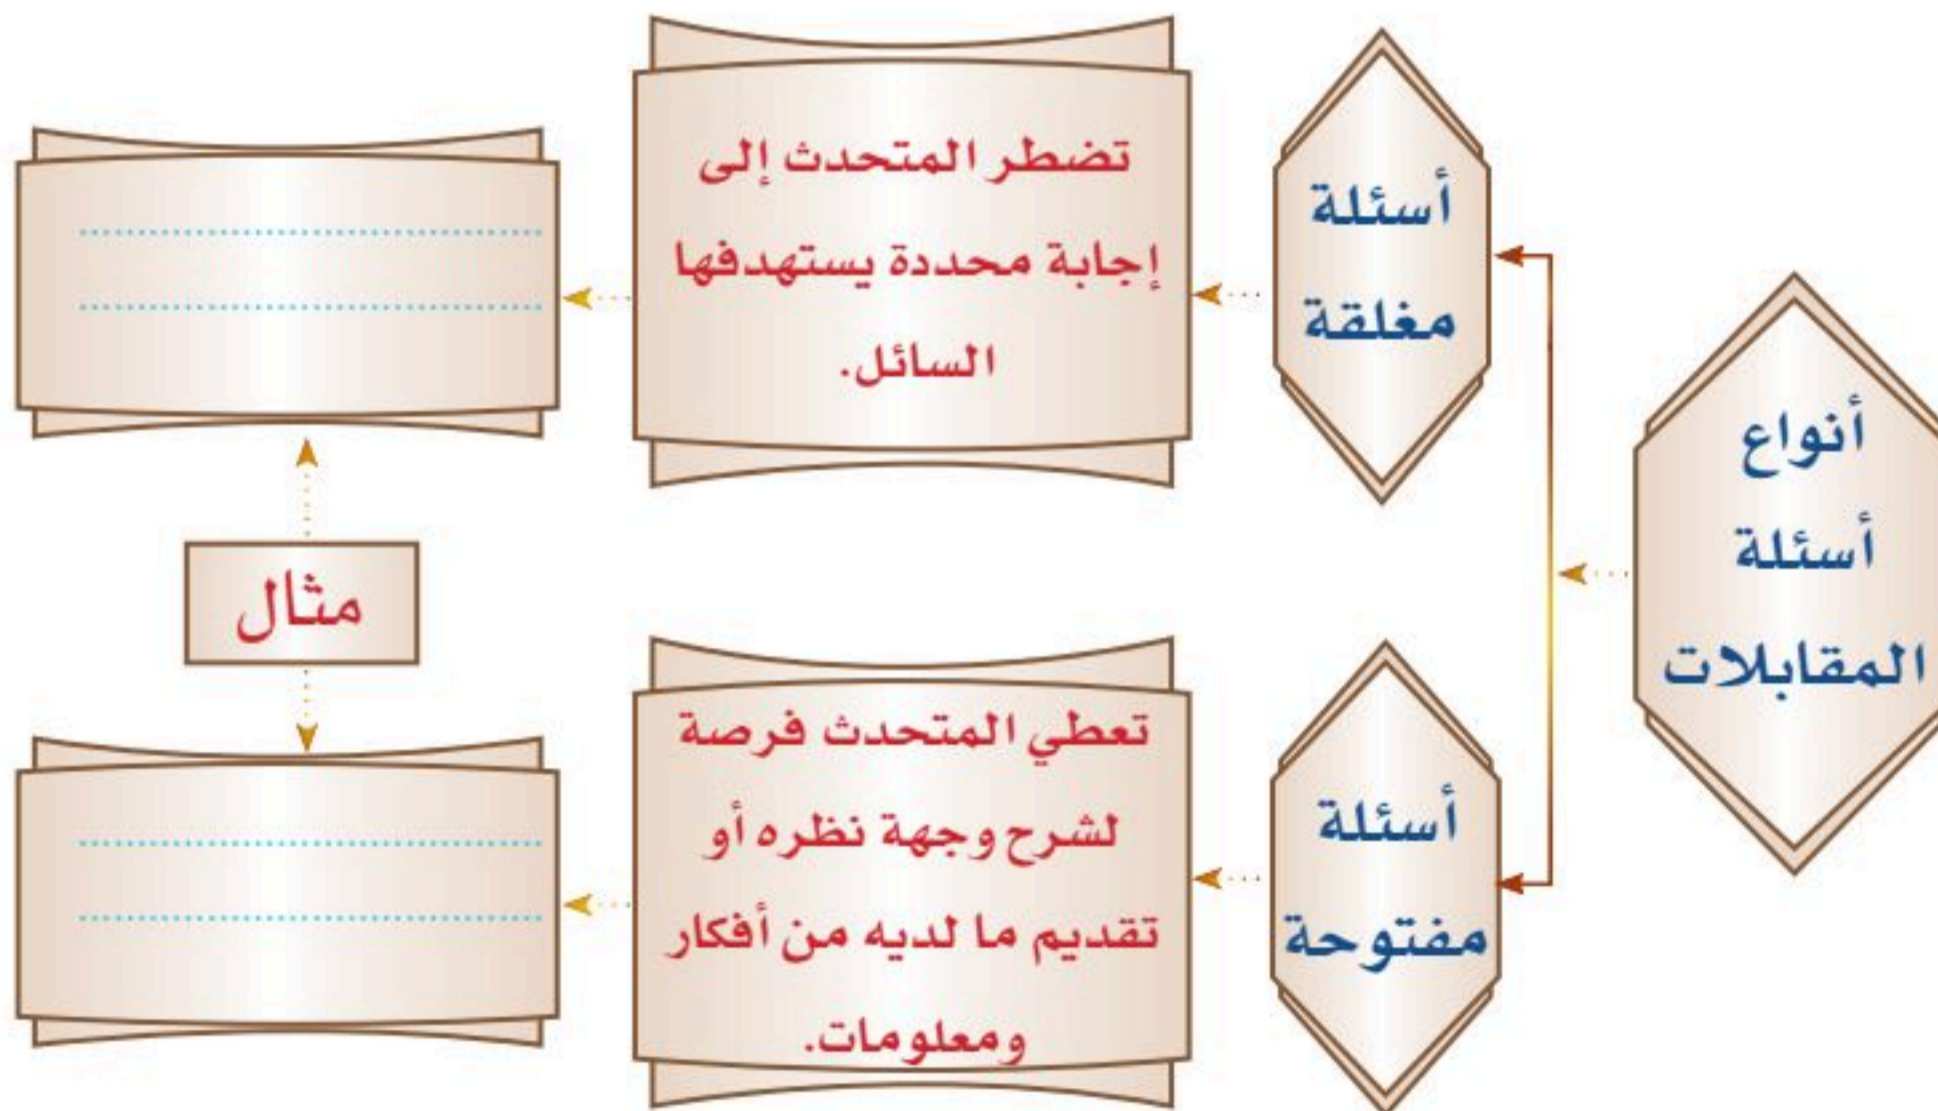 أنواع
أسئلة
المقابلات
أسئلة
مغلقة
تضطر المتحدث إلى
إجابة محددة يستهدفها
السائل.
أسئلة
مفتوحة
تعطي المتحدث فرصة
لشرح وجهة نظره أو
تقديم ما لديه من أفكار
ومعلومات.
مثال